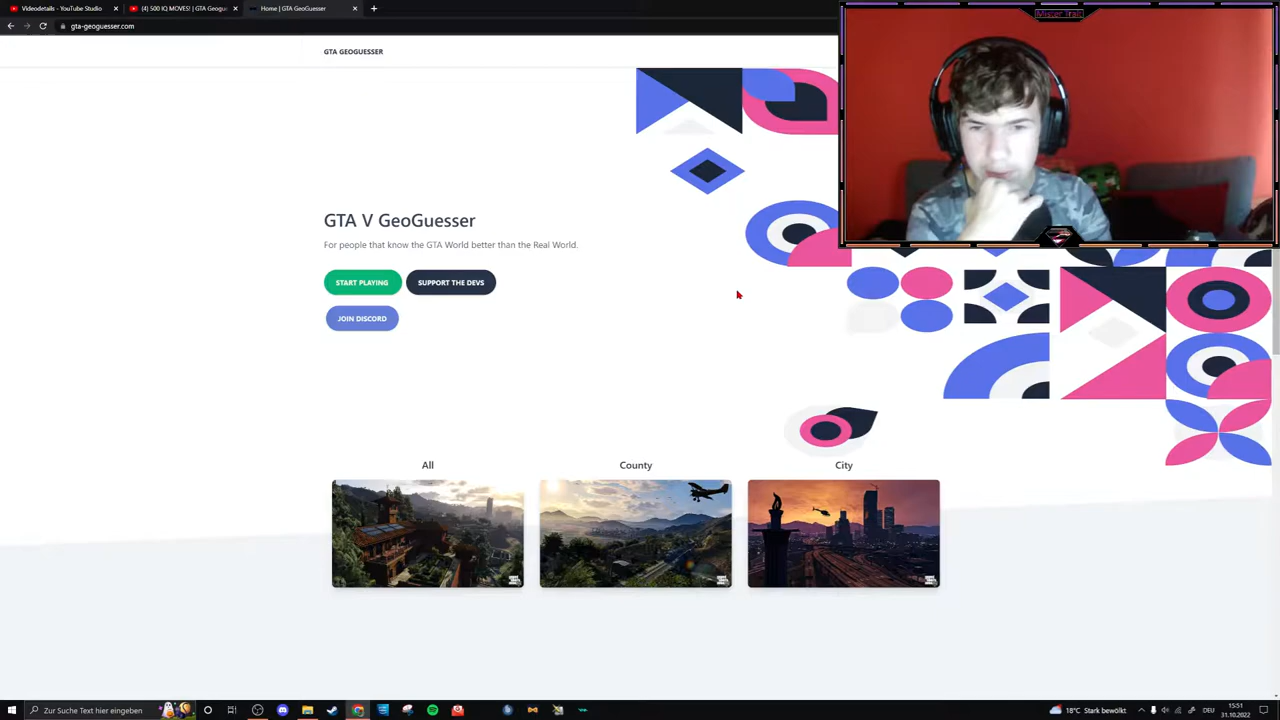 Videodetails - YouTube Studio
(4) 500 IQ MOVES! | GTA Geogu
Home | GTA GeoGuesser
gta-geoguesser.com
Mister Traiti
GTA GEOGUESSER
GTA V GeoGuesser
For people that know the GTA World better than the Real World.
START PLAYING
SUPPORT THE DEVS
JOIN DISCORD
All
County
City
Zur Suche Text hier eingeben
18°C Stark bewölkt
DEU
15:51
31.10.2022